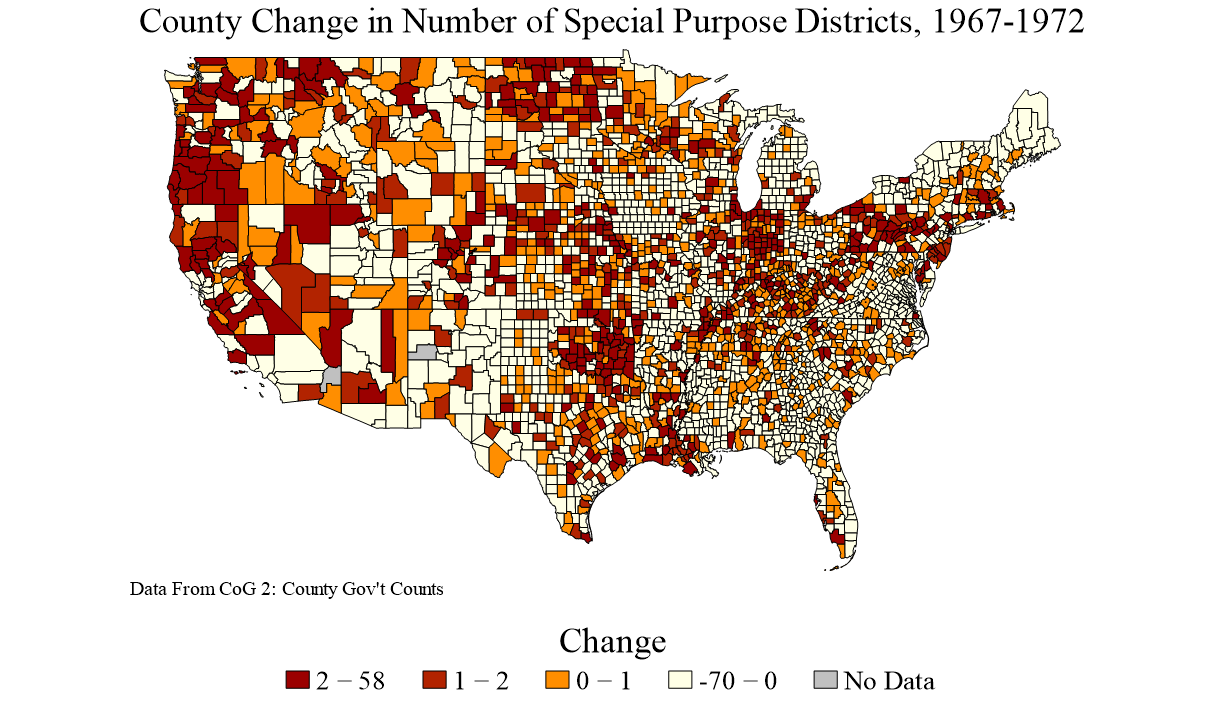 County Change in Number of Special Purpose Districts, 1967-1972
Data From CoG 2: County Gov't Counts
Change
2 − 58 1 − 2 0 − 1 -70 − 0 No Data